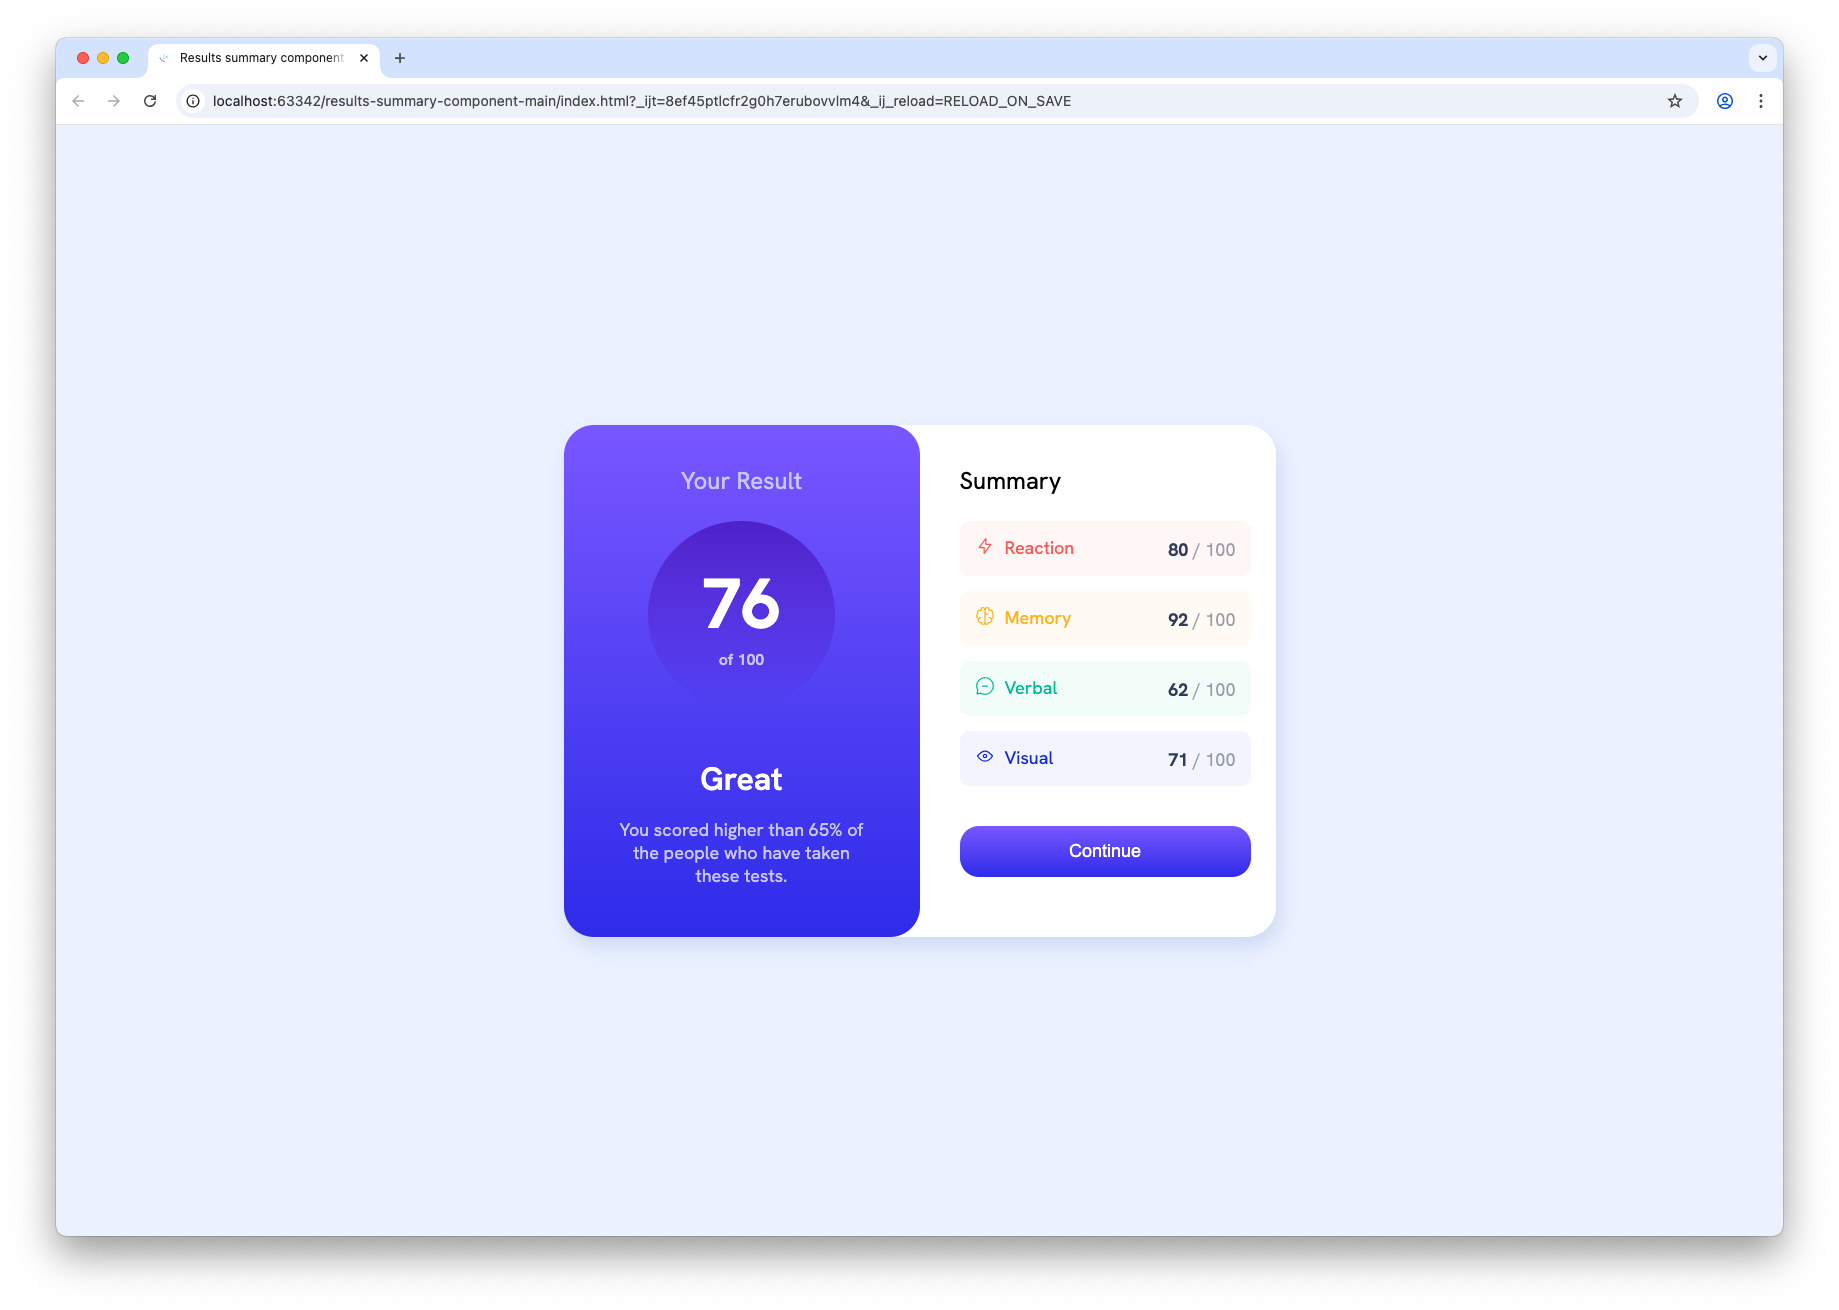 Results summary component
localhost:63342/results-summary-component-main/index.html?_ijt=8ef45ptlcfr2g0h7erubovvlm4&_ij_reload=RELOAD_ON_SAVE
Your Result
76
of 100
Great
You scored higher than 65% of
the people who have taken
these tests.
Summary
Reaction 80 / 100
Memory 92 / 100
Verbal 62 / 100
Visual 71 / 100
Continue